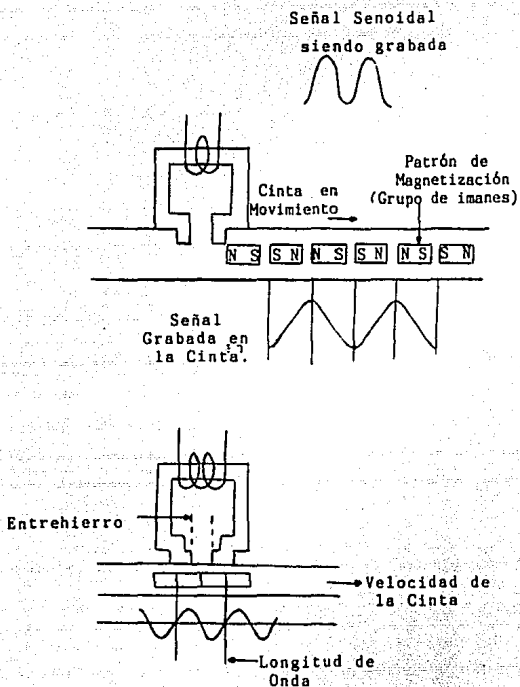 Señal Senoidal
siendo grabada
Patrón de
Magnetización
(Grupo de imanes)
Cinta en
Movimiento
N S S N N S S N N S S N
Señal
Grabada en
la Cinta.
Entrehierro
Velocidad de
la Cinta
Longitud de
Onda